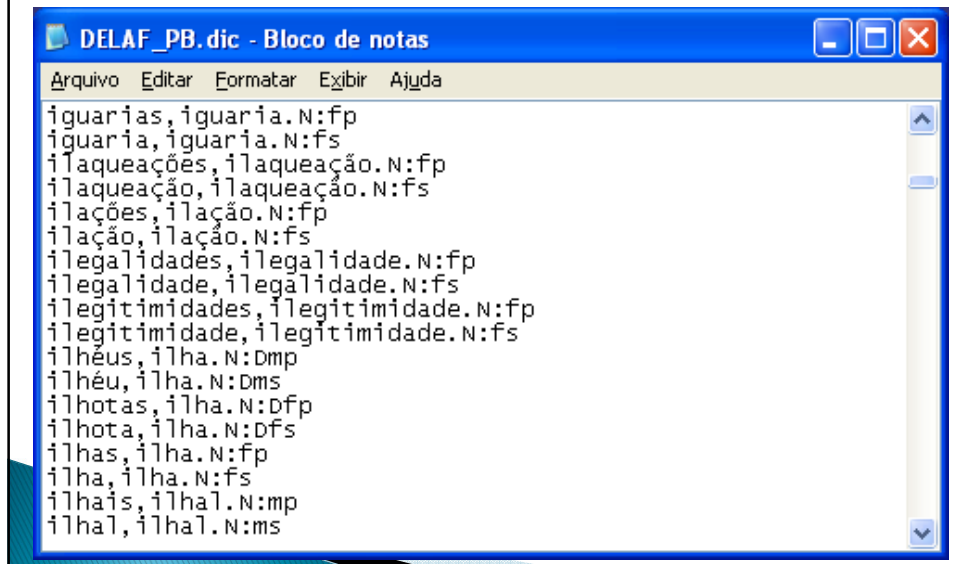 DELAF_PB.dic - Bloco de notas
Arquivo Editar Formatar Exibir Ajuda
iguarias,iguaria.N:fp
iguaria,iguaria.N:fs
ilaqueações,ilaqueação.N:fp
ilaqueação,ilaqueação.N:fs
ilações,ilação.N:fp
ilação,ilação.N:fs
ilegalidades,ilegalidade.N:fp
ilegalidade,ilegalidade.N:fs
ilegitimidades,ilegitimidade.N:fp
ilegitimidade,ilegitimidade.N:fs
ilhéus,ilha.N:Dmp
ilhéu,ilha.N:Dms
ilhotas,ilha.N:Dfp
ilhota,ilha.N:Dfs
ilhas,ilha.N:fp
ilha,ilha.N:fs
ilhais,ilhal.N:mp
ilhal,ilhal.N:ms